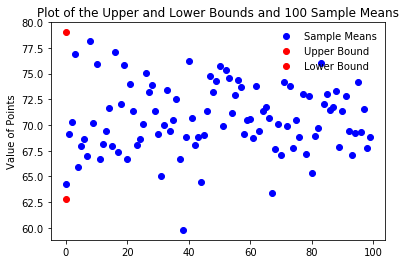 Plot of the Upper and Lower Bounds and 100 Sample Means
80.0
77.5
75.0
72.5
70.0
67.5
65.0
62.5
60.0
Value of Points
Sample Means
Upper Bound
Lower Bound
0 20 40 60 80 100